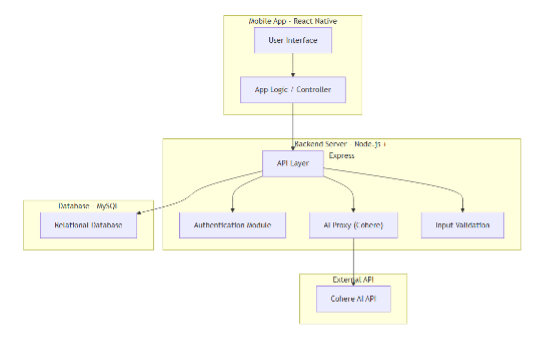 Mobile App - React Native
User Interface
App Logic / Controller
Backend Server - Node.js +
Express
API Layer
Database - MySQL
Relational Database
Authentication Module
AI Proxy (Cohere)
Input Validation
External API
Cohere AI API